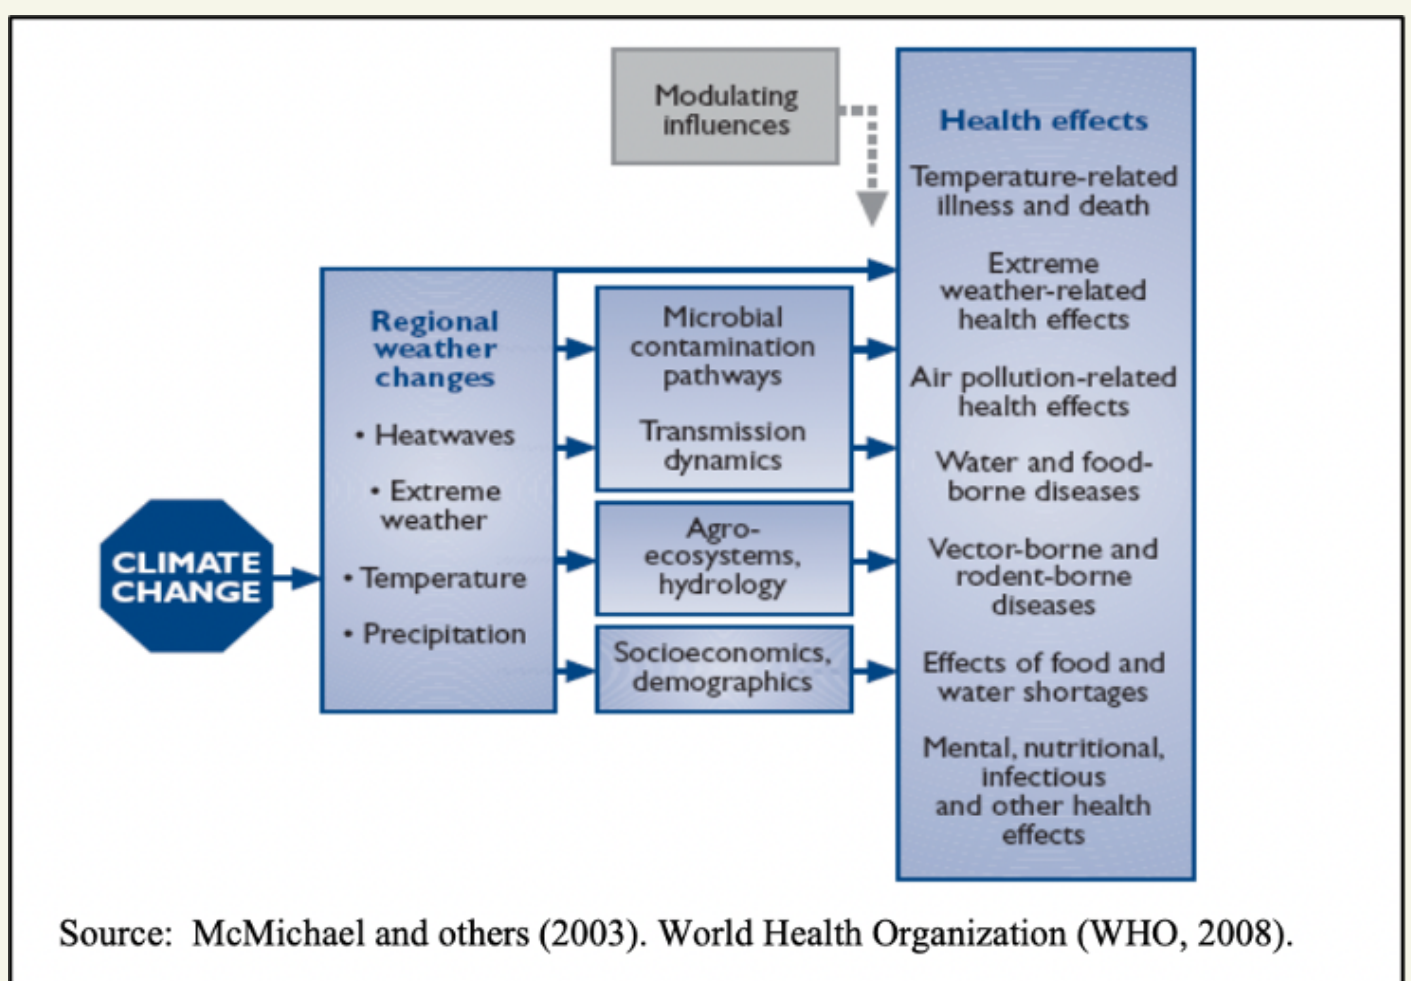 Modulating
influences
Health effects
Temperature-related
illness and death
Extreme
weather-related
health effects
Air pollution-related
health effects
Water and food-
borne diseases
Vector-borne and
rodent-borne
diseases
Effects of food and
water shortages
Mental, nutritional,
infectious
and other health
effects
Regional
weather
changes
• Heatwaves
• Extreme
weather
• Temperature
• Precipitation
Microbial
contamination
pathways
Transmission
dynamics
Agro-
ecosystems,
hydrology
Socioeconomics,
demographics
CLIMATE
CHANGE
Source: McMichael and others (2003). World Health Organization (WHO, 2008).